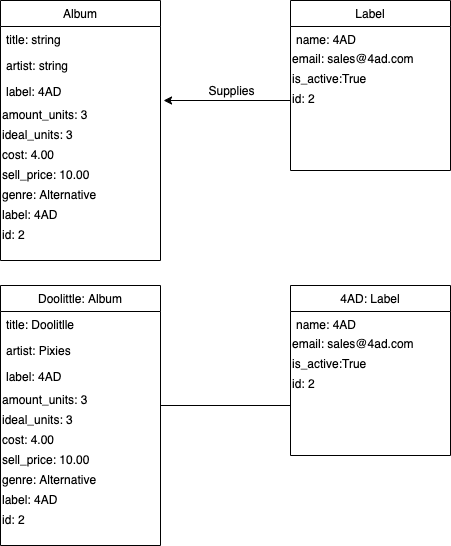 Album
title: string
artist: string
label: 4AD
amount_units: 3
ideal_units: 3
cost: 4.00
sell_price: 10.00
genre: Alternative
label: 4AD
id: 2
Supplies
Label
name: 4AD
email: sales@4ad.com
is_active:True
id: 2
Doolittle: Album
title: Doolitlle
artist: Pixies
label: 4AD
amount_units: 3
ideal_units: 3
cost: 4.00
sell_price: 10.00
genre: Alternative
label: 4AD
id: 2
4AD: Label
name: 4AD
email: sales@4ad.com
is_active:True
id: 2